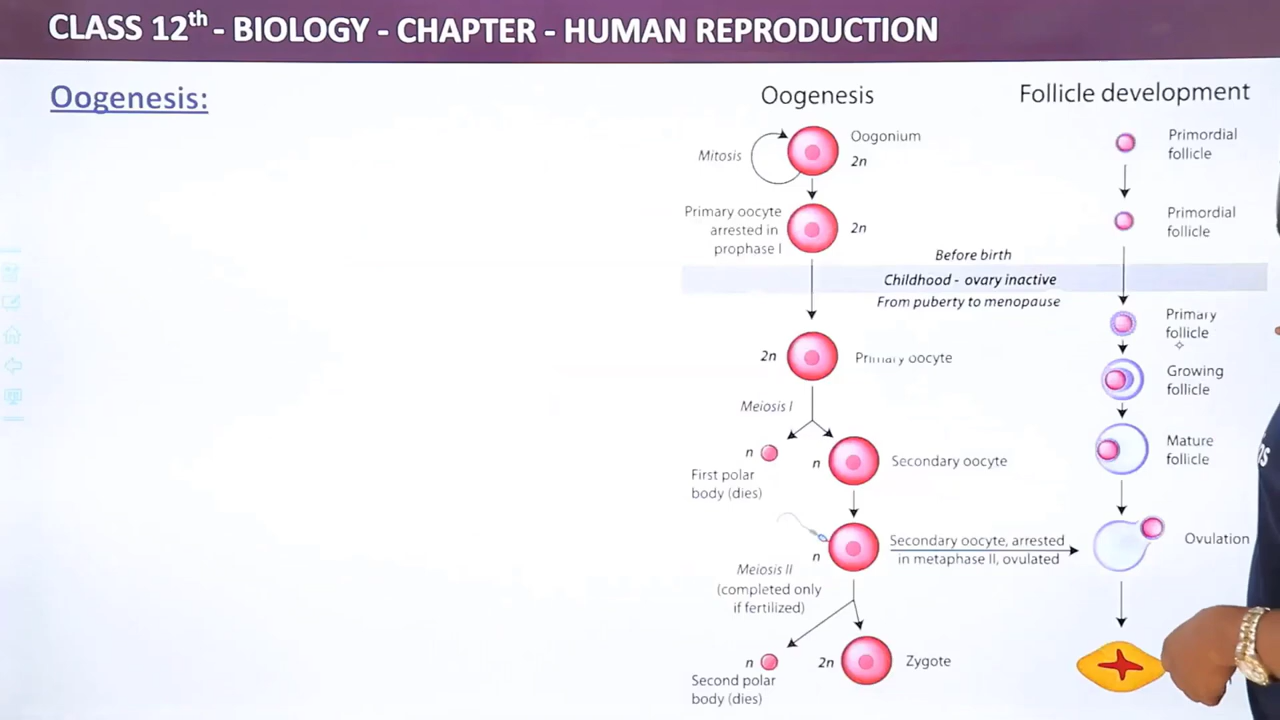 CLASS 12th - BIOLOGY - CHAPTER - HUMAN REPRODUCTION
Oogenesis:
Oogenesis
Mitosis
Oogonium
2n
Primary oocyte
arrested in
prophase I
2n
Before birth
Childhood - ovary inactive
From puberty to menopause
2n
Primary oocyte
Meiosis I
n
First polar
body (dies)
n
Secondary oocyte
n
Secondary oocyte, arrested
in metaphase II, ovulated
Meiosis II
(completed only
if fertilized)
n
Second polar
body (dies)
2n
Zygote
Follicle development
Primordial
follicle
Primordial
follicle
Primary
follicle
Growing
follicle
Mature
follicle
Ovulation